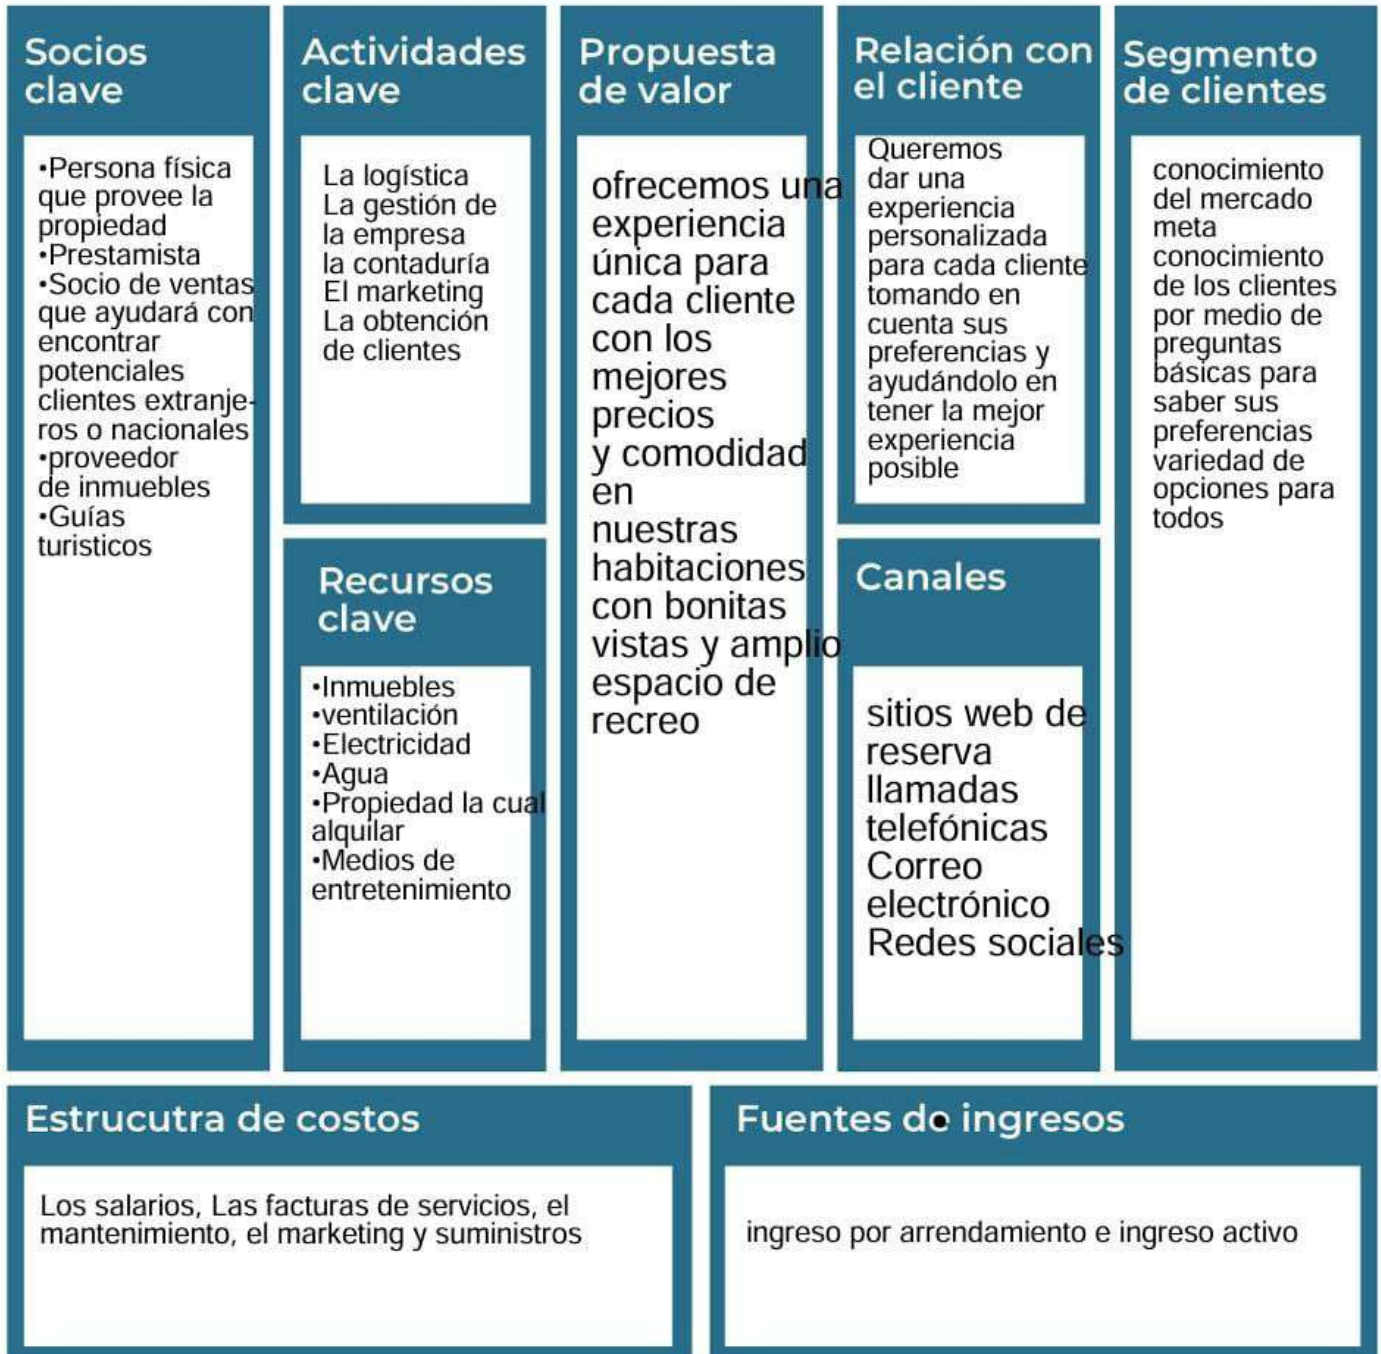 Socios
clave
•Persona física
que provee la
propiedad
•Prestamista
•Socio de ventas
que ayudará con
encontrar
potenciales
clientes extranje-
ros o nacionales
•proveedor
de inmuebles
•Guías
turisticos
Actividades
clave
La logística
La gestión de
la empresa
la contaduría
El marketing
La obtención
de clientes
Recursos
clave
•Inmuebles
•ventilación
•Electricidad
•Agua
•Propiedad la cual
alquilar
•Medios de
entretenimiento
Propuesta
de valor
ofrecemos una
experiencia
única para
cada cliente
con los
mejores
precios
y comodidad
en
nuestras
habitaciones
con bonitas
vistas y amplio
espacio de
recreo
Relación con
el cliente
Queremos
dar una
experiencia
personalizada
para cada cliente
tomando en
cuenta sus
preferencias y
ayudándolo en
tener la mejor
experiencia
posible
Canales
sitios web de
reserva
llamadas
telefónicas
Correo
electrónico
Redes sociales
Segmento
de clientes
conocimiento
del mercado
meta
conocimiento
de los clientes
por medio de
preguntas
básicas para
saber sus
preferencias
variedad de
opciones para
todos
Estrucutra de costos
Los salarios, Las facturas de servicios, el
mantenimiento, el marketing y suministros
Fuentes de ingresos
ingreso por arrendamiento e ingreso activo